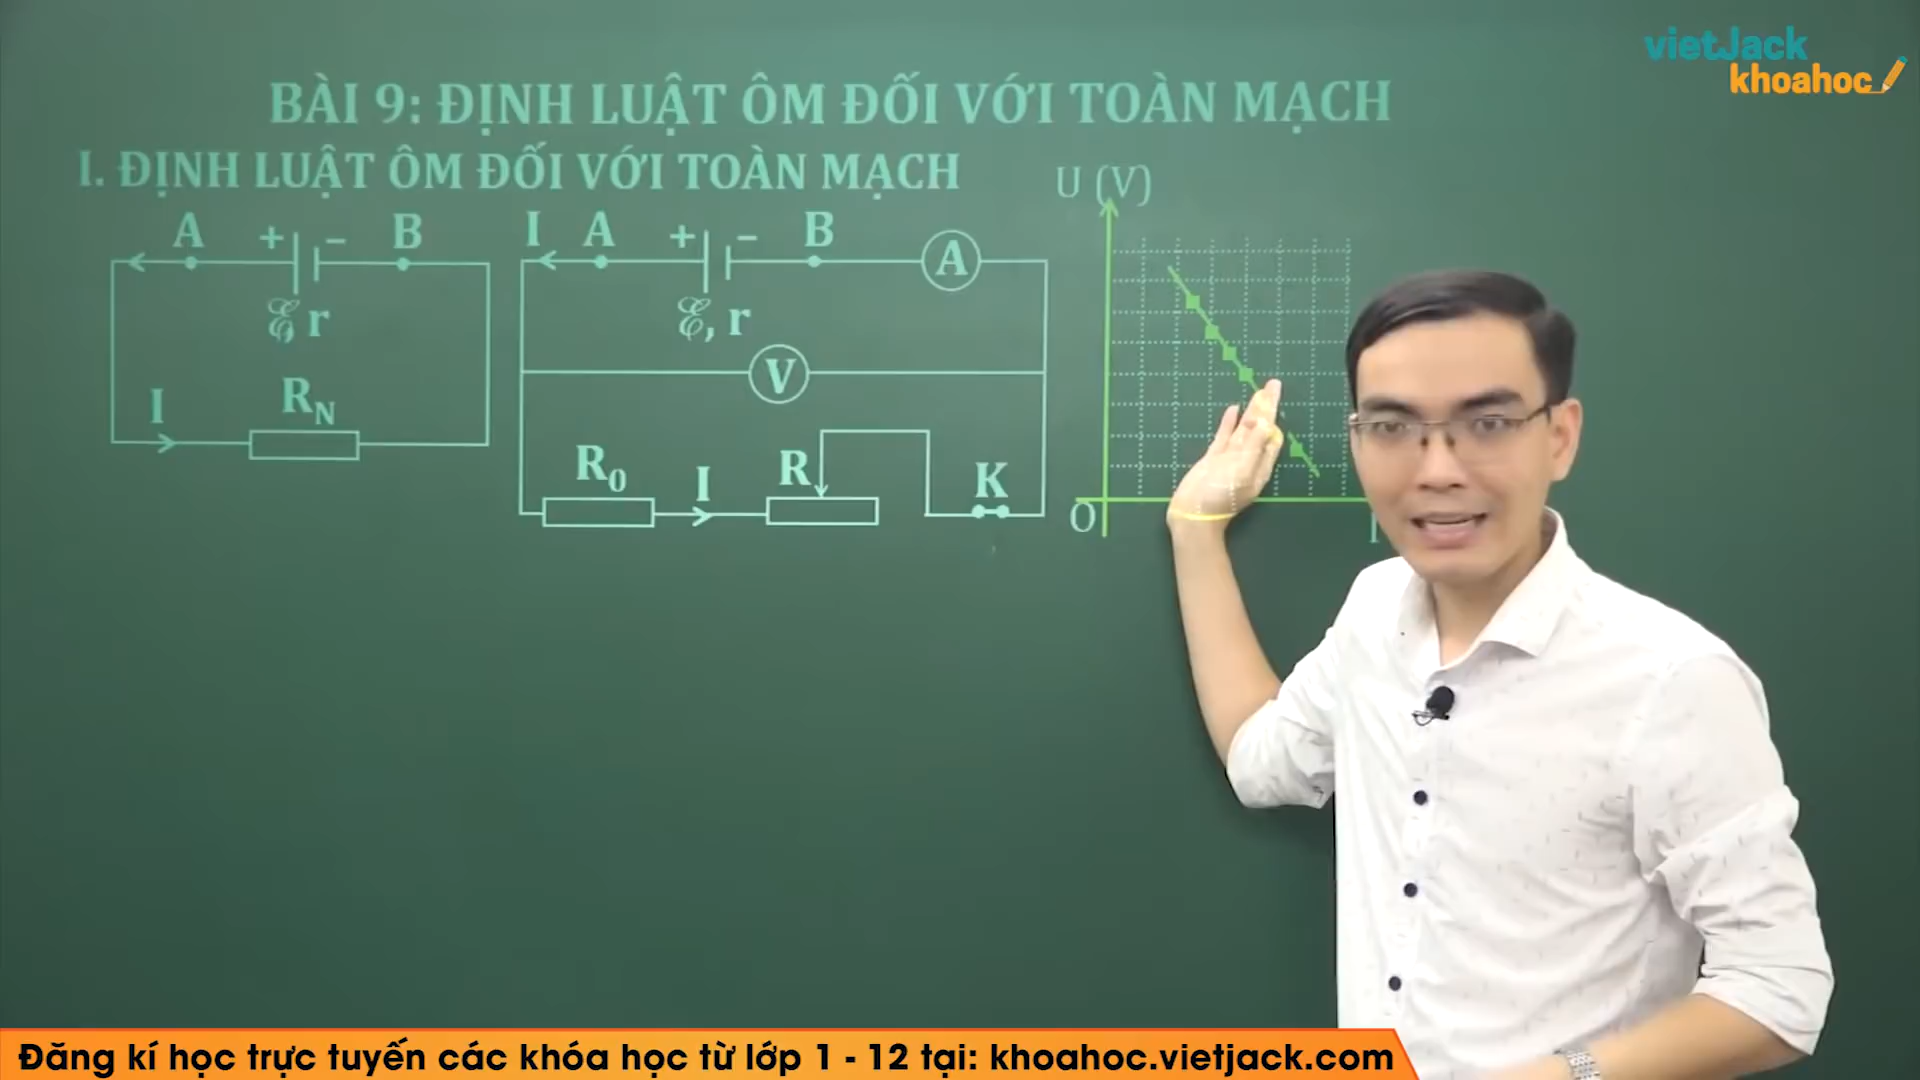 vietJack
khoahoc
BÀI 9: ĐỊNH LUẬT ÔM ĐỐI VỚI TOÀN MẠCH
I. ĐỊNH LUẬT ÔM ĐỐI VỚI TOÀN MẠCH
U (V)
A + − B
ℰ, r
I
R_N
I A + − B A
ℰ, r
V
R₀ I R K
O I
Đăng kí học trực tuyến các khóa học từ lớp 1 - 12 tại: khoahoc.vietjack.com